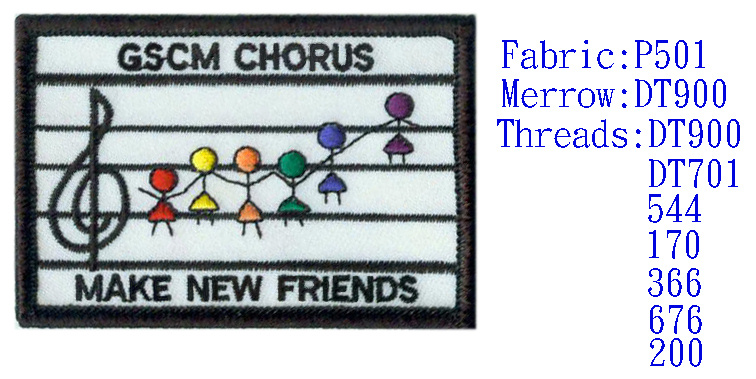 GSCM CHORUS
MAKE NEW FRIENDS
Fabric:P501
Merrow:DT900
Threads:DT900
DT701
544
170
366
676
200